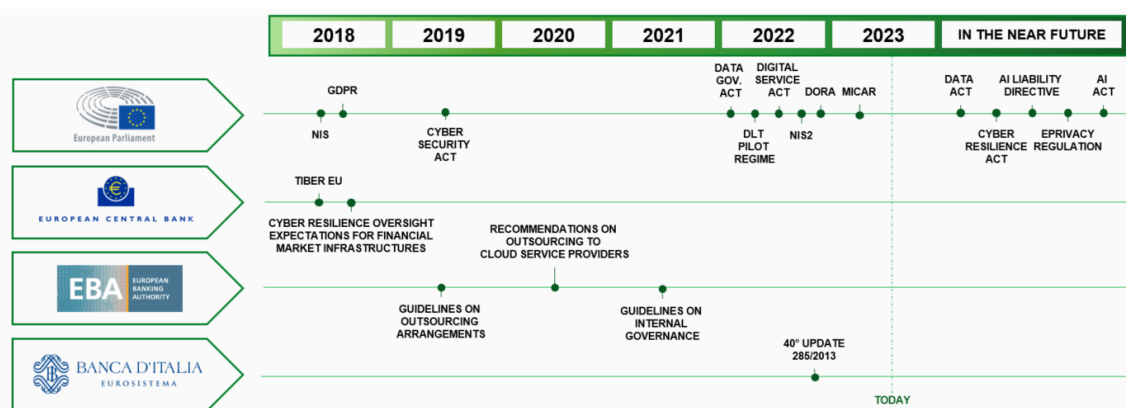 2018 2019 2020 2021 2022 2023 IN THE NEAR FUTURE
European Parliament
NIS
GDPR
CYBER
SECURITY
ACT
DATA
GOV.
ACT
DLT
PILOT
REGIME
DIGITAL
SERVICE
ACT
NIS2
DORA
MICAR
DATA
ACT
CYBER
RESILIENCE
ACT
AI LIABILITY
DIRECTIVE
EPRIVACY
REGULATION
AI
ACT
EUROPEAN CENTRAL BANK
TIBER EU
CYBER RESILIENCE OVERSIGHT
EXPECTATIONS FOR FINANCIAL
MARKET INFRASTRUCTURES
EBA
EUROPEAN
BANKING
AUTHORITY
GUIDELINES ON
OUTSOURCING
ARRANGEMENTS
RECOMMENDATIONS ON
OUTSOURCING TO
CLOUD SERVICE PROVIDERS
GUIDELINES ON
INTERNAL
GOVERNANCE
BANCA D'ITALIA
EUROSISTEMA
40° UPDATE
285/2013
TODAY